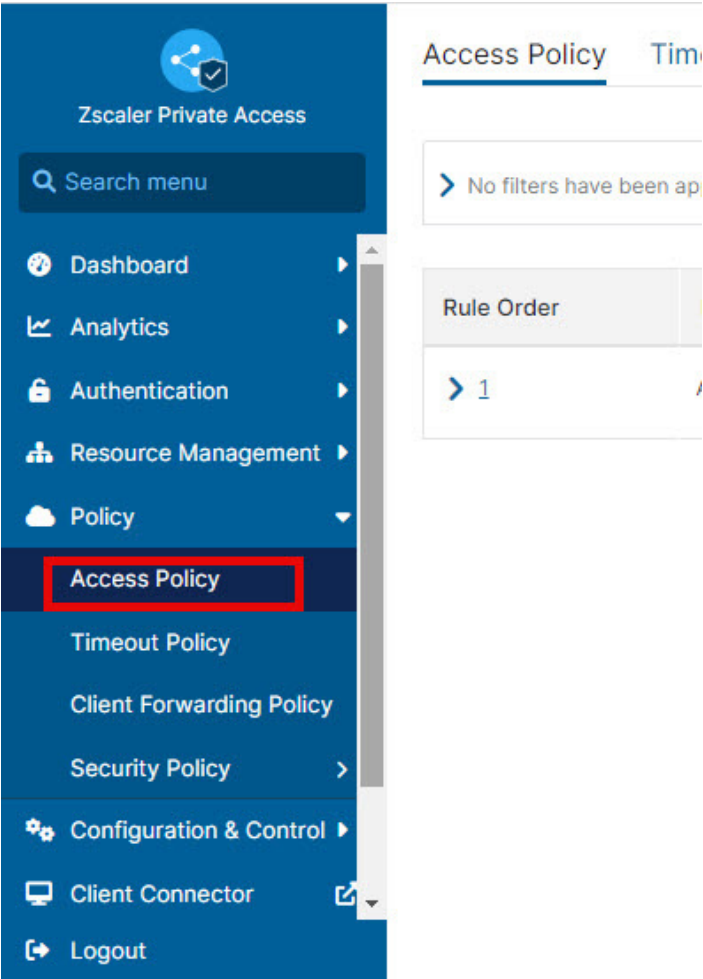 Zscaler Private Access
Search menu
Dashboard
Analytics
Authentication
Resource Management
Policy
Access Policy
Timeout Policy
Client Forwarding Policy
Security Policy
Configuration & Control
Client Connector
Logout
Access Policy
No filters have been
Rule Order
1